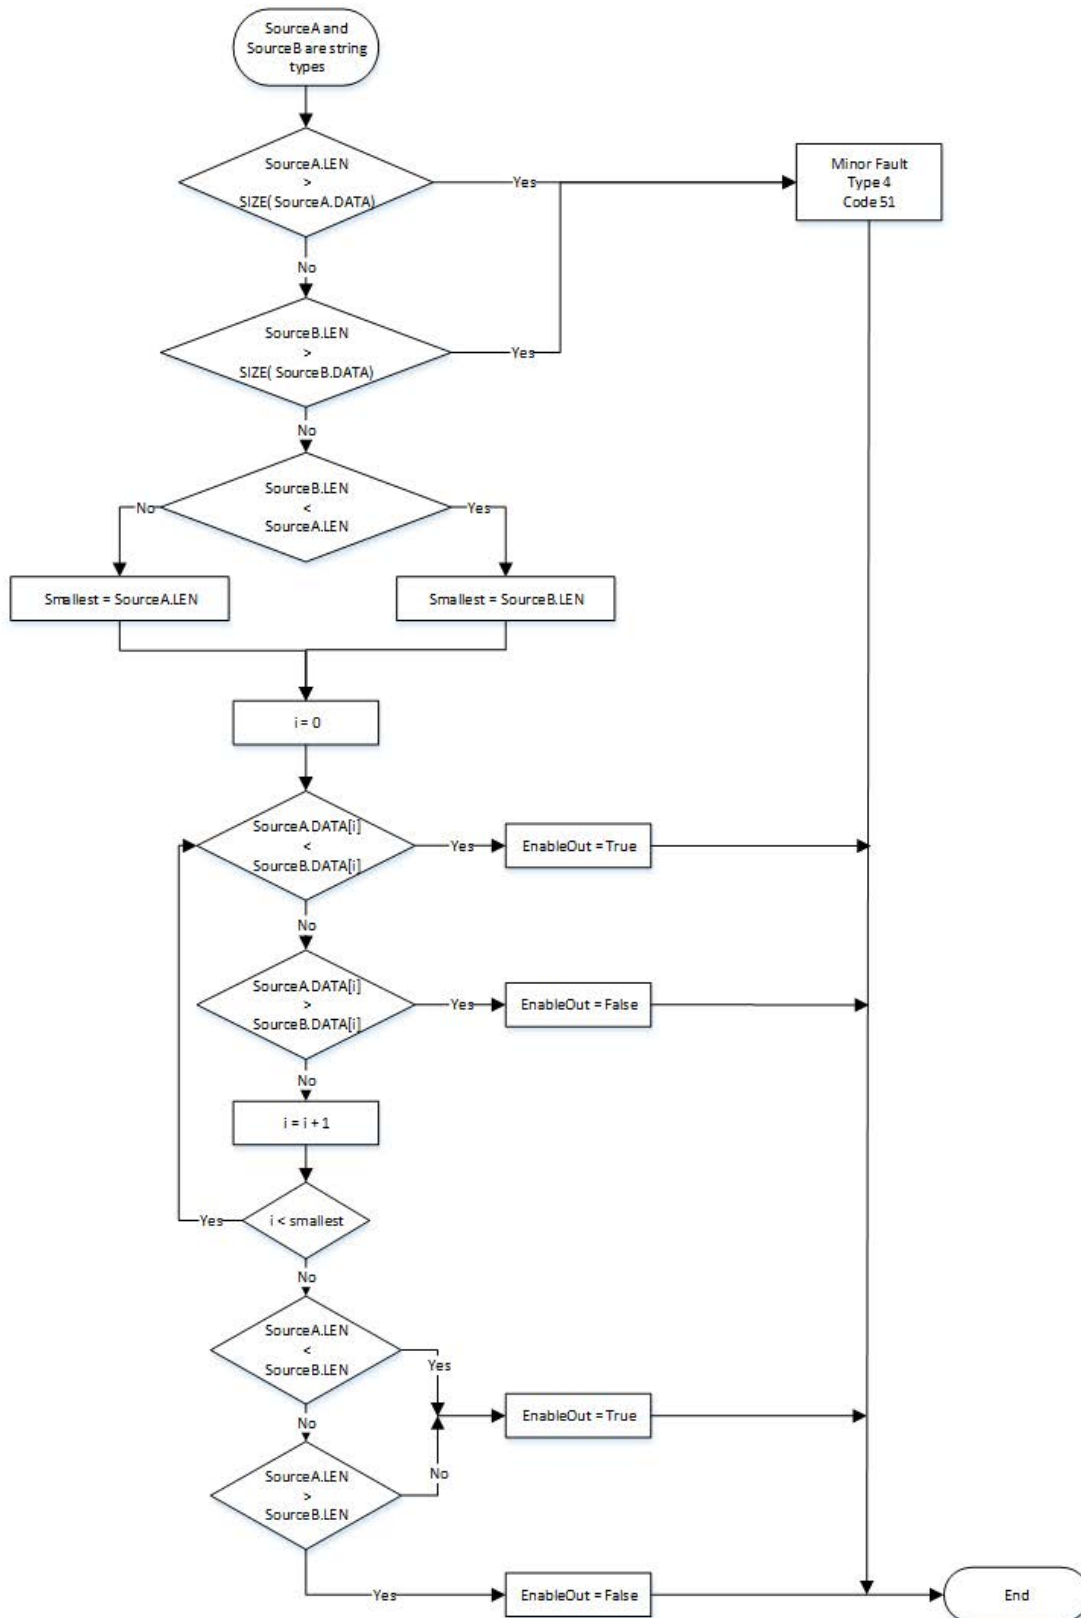 SourceA and
SourceB are string
types
SourceA.LEN
>
SIZE( SourceA.DATA)
Yes
Minor Fault
Type 4
Code 51
No
SourceB.LEN
>
SIZE( SourceB.DATA)
Yes
No
SourceB.LEN
<
SourceA.LEN
No
Yes
Smallest = SourceA.LEN
Smallest = SourceB.LEN
i = 0
SourceA.DATA[i]
<
SourceB.DATA[i]
Yes
EnableOut = True
No
SourceA.DATA[i]
>
SourceB.DATA[i]
Yes
EnableOut = False
No
i = i + 1
i < smallest
Yes
No
SourceA.LEN
<
SourceB.LEN
Yes
EnableOut = True
No
SourceA.LEN
>
SourceB.LEN
No
Yes
EnableOut = False
End